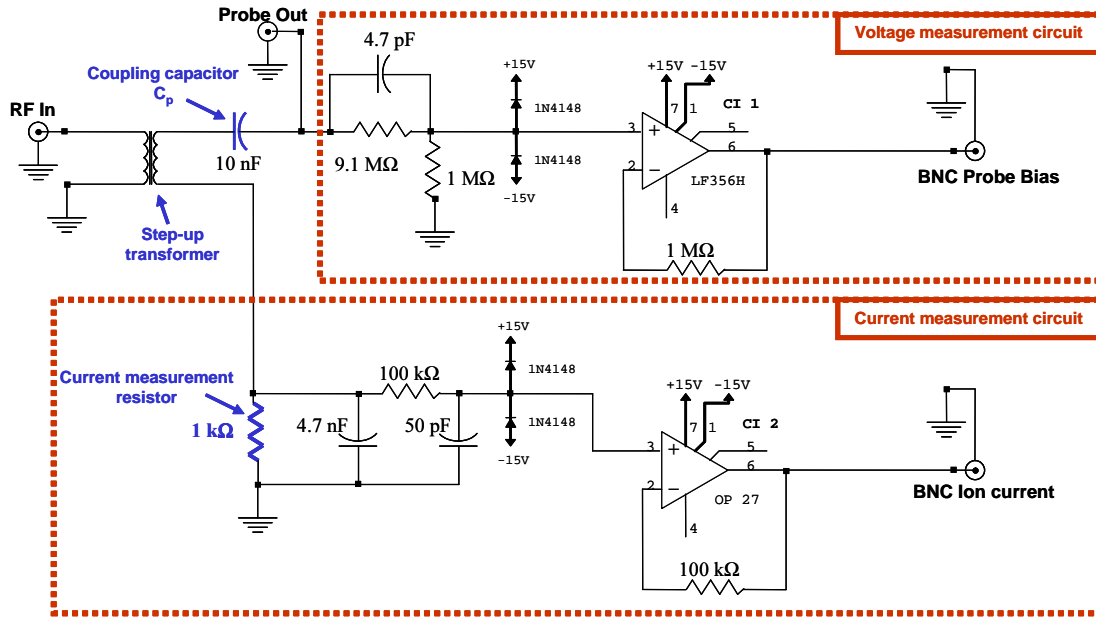 Probe Out
Voltage measurement circuit
4.7 pF
Coupling capacitor
Cp
+15V
+15V -15V
RF In
1N4148
7
1
CI 1
3
+
5
10 nF
9.1 MΩ
1N4148
6
2
−
1 MΩ
LF356H
BNC Probe Bias
-15V
4
Step-up
transformer
1 MΩ
Current measurement circuit
+15V
Current measurement
resistor
100 kΩ
1N4148
+15V -15V
1 kΩ
4.7 nF
50 pF
1N4148
7
1
CI 2
3
+
5
-15V
6
2
−
OP 27
BNC Ion current
4
100 kΩ